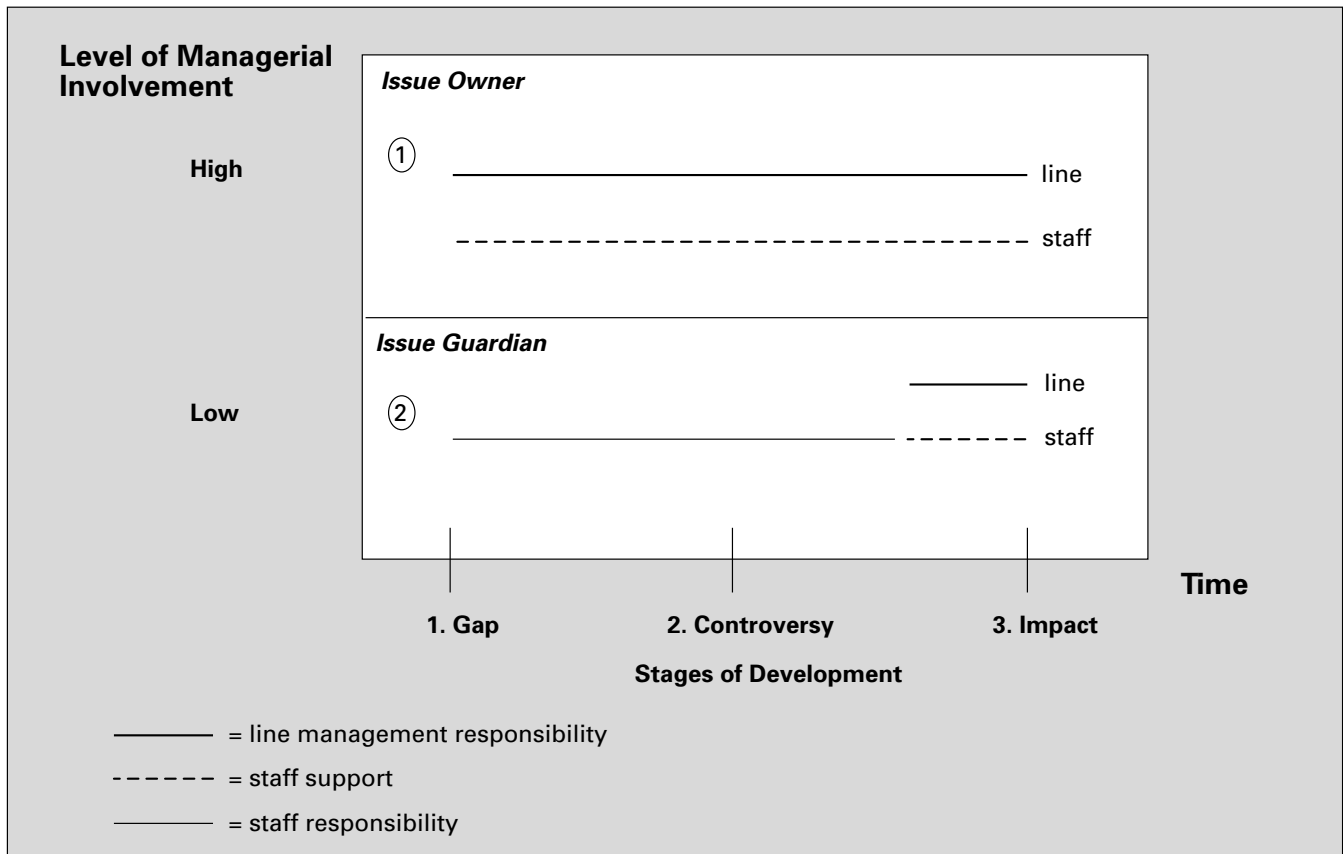 Level of Managerial
Involvement
Issue Owner
High
1
line
staff
Issue Guardian
line
Low
2
staff
Time
1. Gap
2. Controversy
3. Impact
Stages of Development
= line management responsibility
= staff support
= staff responsibility